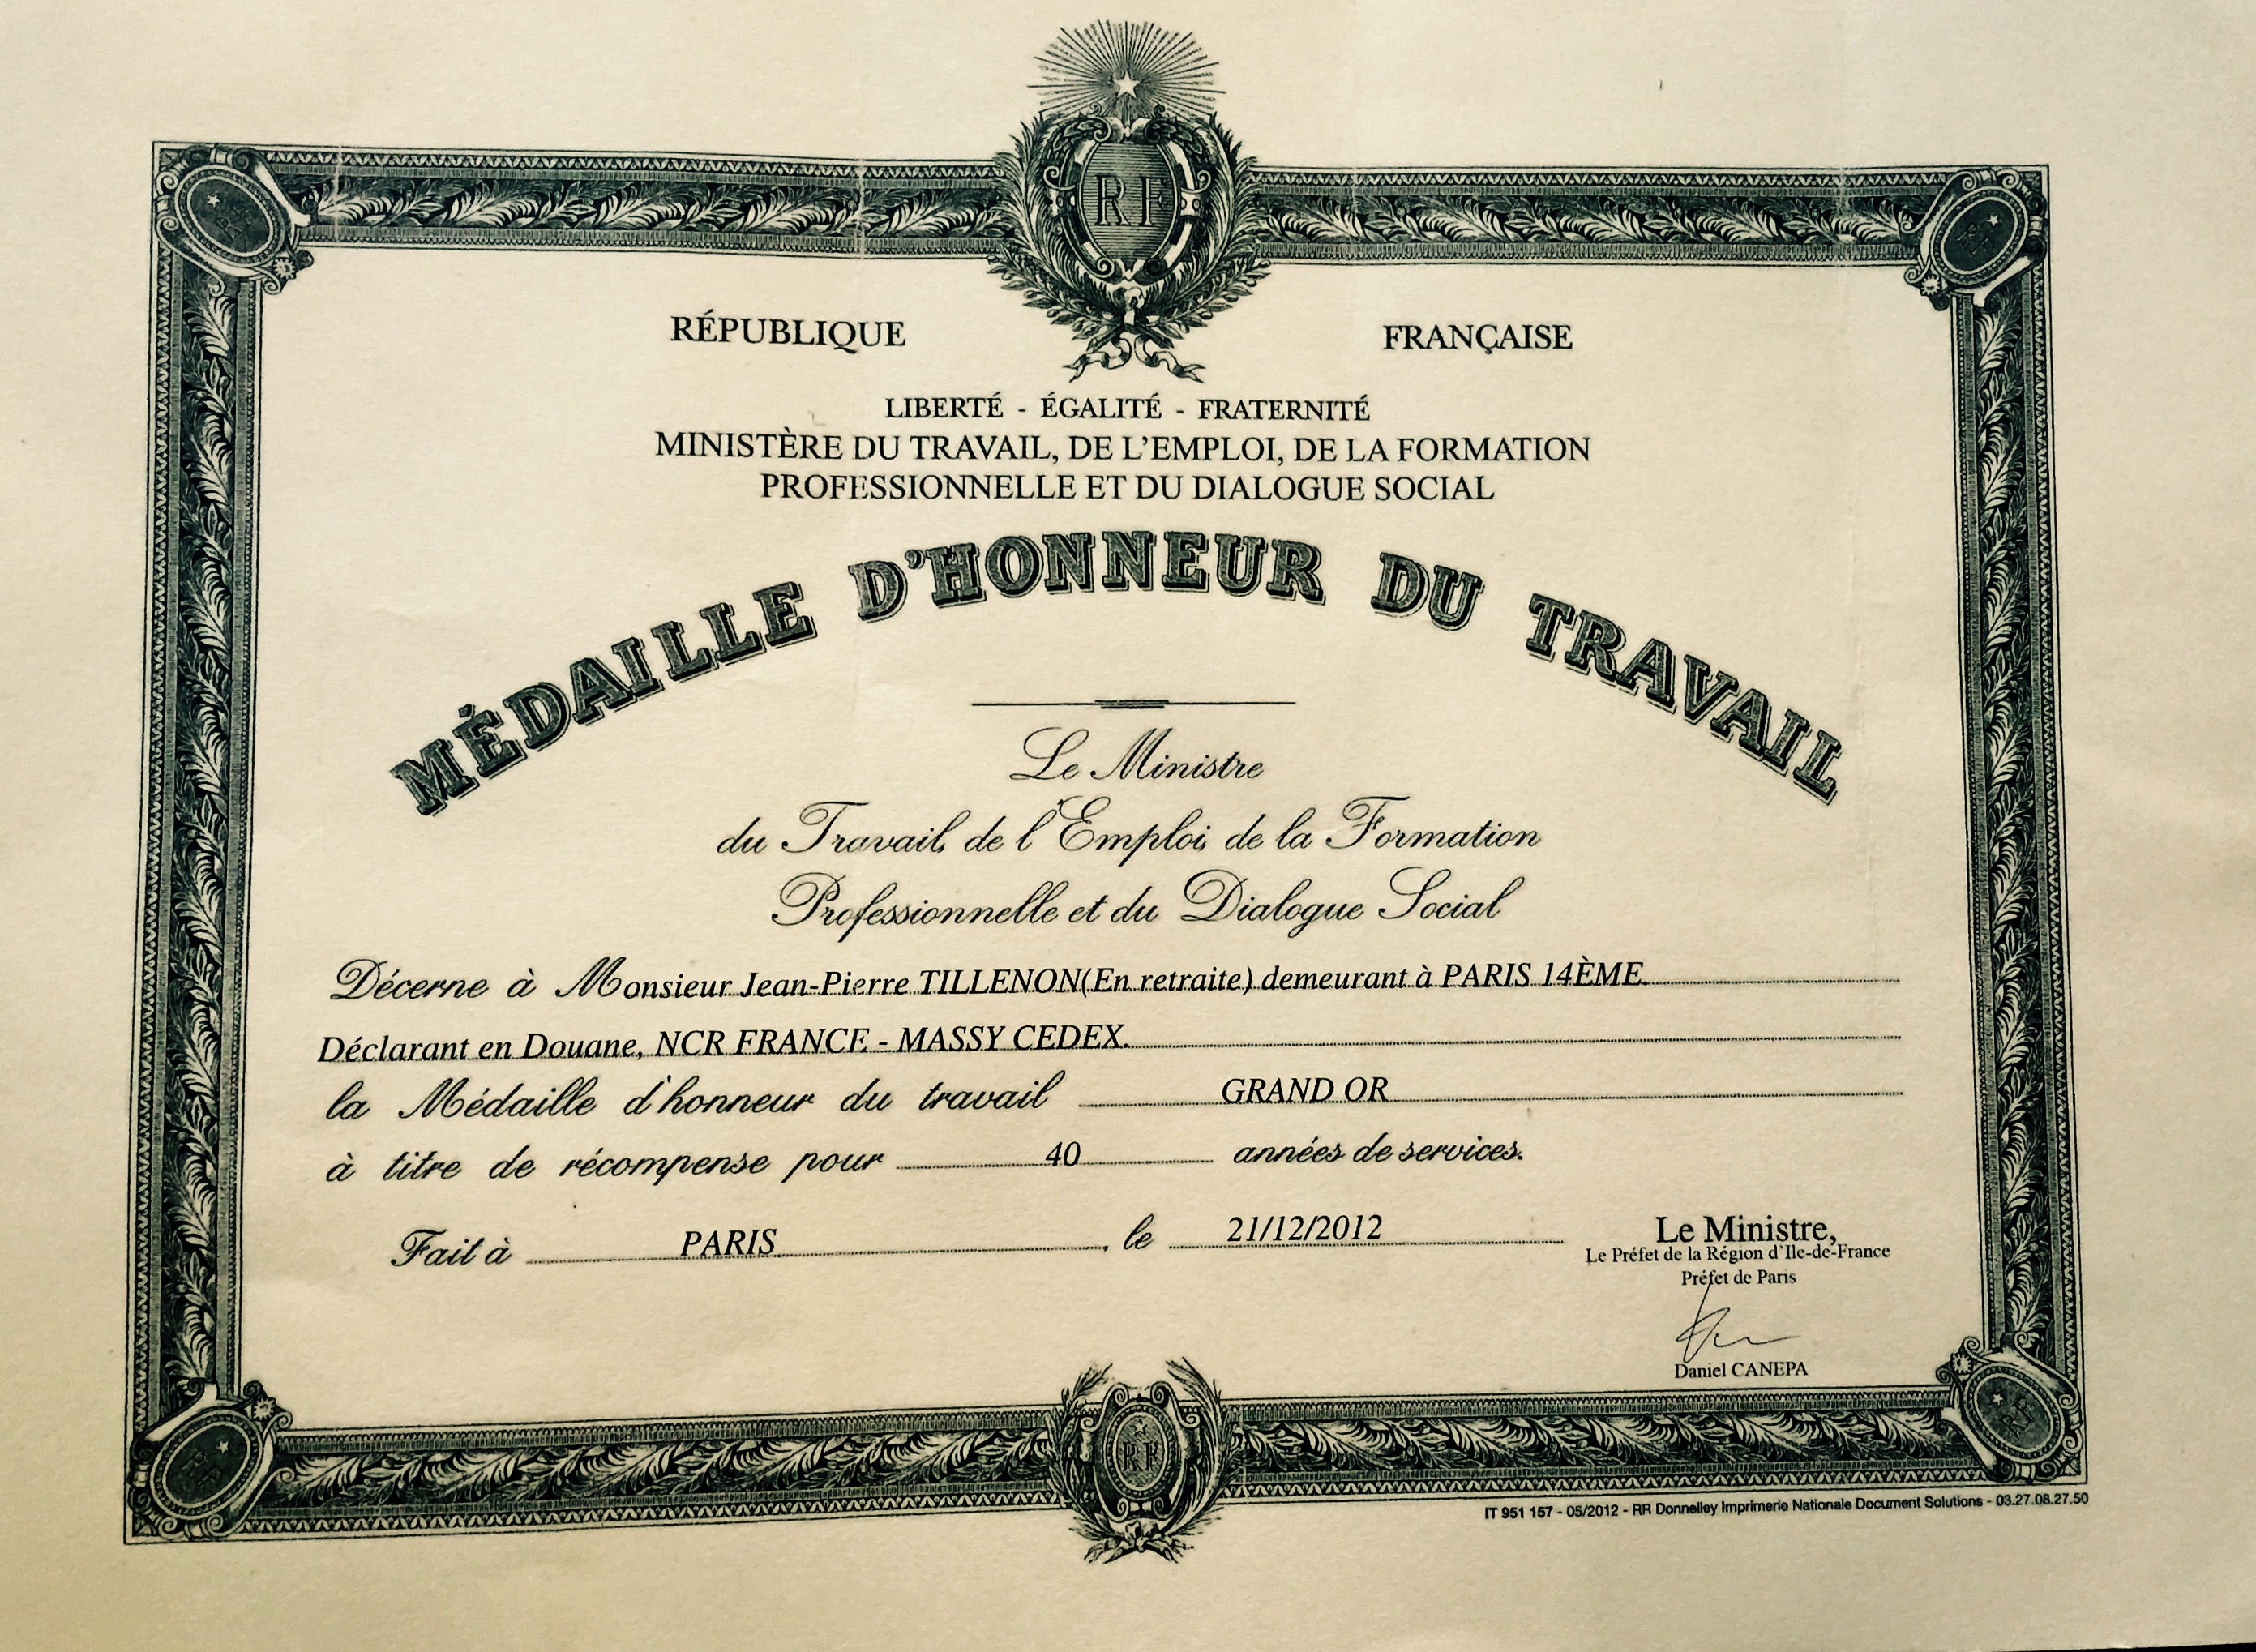 RF
RÉPUBLIQUE FRANÇAISE
LIBERTÉ - ÉGALITÉ - FRATERNITÉ
MINISTÈRE DU TRAVAIL, DE L'EMPLOI, DE LA FORMATION
PROFESSIONNELLE ET DU DIALOGUE SOCIAL
MÉDAILLE D'HONNEUR DU TRAVAIL
Le Ministre
du Travail, de l'Emploi, de la Formation
Professionnelle et du Dialogue Social
Décerne à Monsieur Jean-Pierre TILLENON(En retraite) demeurant à PARIS 14ÈME
Déclarant en Douane, NCR FRANCE - MASSY CEDEX.
la Médaille d'honneur du travail GRAND OR
à titre de récompense pour 40 années de services.
Fait à PARIS, le 21/12/2012
Le Ministre,
Le Préfet de la Région d'Ile-de-France
Préfet de Paris
Daniel CANEPA
RF
IT 951 157 - 05/2012 - RR Donnelley Imprimerie Nationale Document Solutions - 03.27.08.27.50